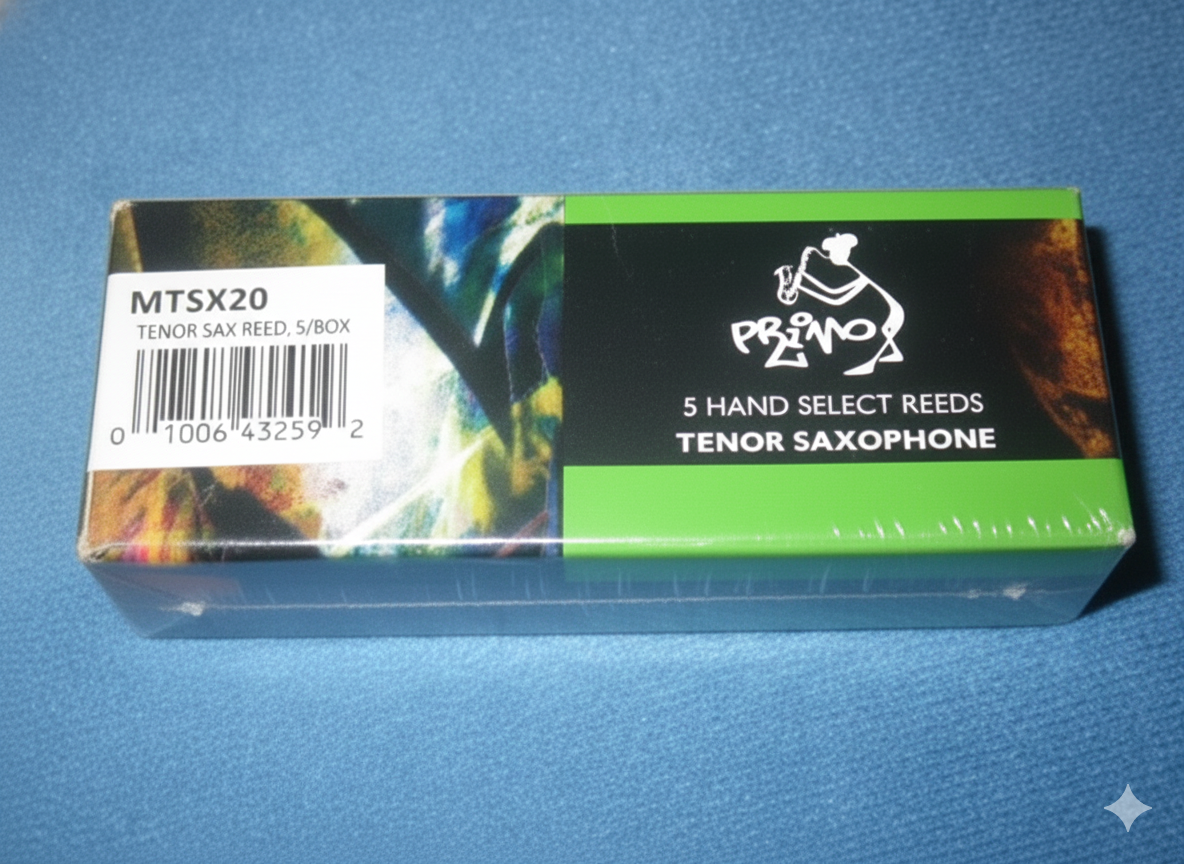 MTSX20
TENOR SAX REED, 5/BOX
0 1006 43259 2
PRiMO
5 HAND SELECT REEDS
TENOR SAXOPHONE